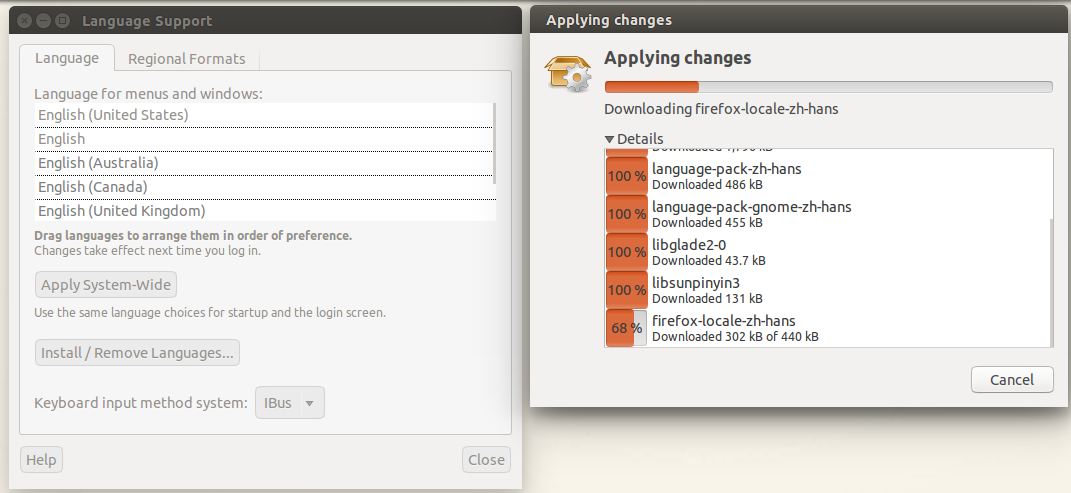 Language Support
Language
Regional Formats
Language for menus and windows:
English (United States)
English
English (Australia)
English (Canada)
English (United Kingdom)
Drag languages to arrange them in order of preference.
Changes take effect next time you log in.
Apply System-Wide
Use the same language choices for startup and the login screen.
Install / Remove Languages...
Keyboard input method system: IBus
Help
Close
Applying changes
Applying changes
Downloading firefox-locale-zh-hans
Details
100 %
language-pack-zh-hans
Downloaded 486 kB
100 %
language-pack-gnome-zh-hans
Downloaded 455 kB
100 %
libglade2-0
Downloaded 43.7 kB
100 %
libsunpinyin3
Downloaded 131 kB
68 %
firefox-locale-zh-hans
Downloaded 302 kB of 440 kB
Cancel